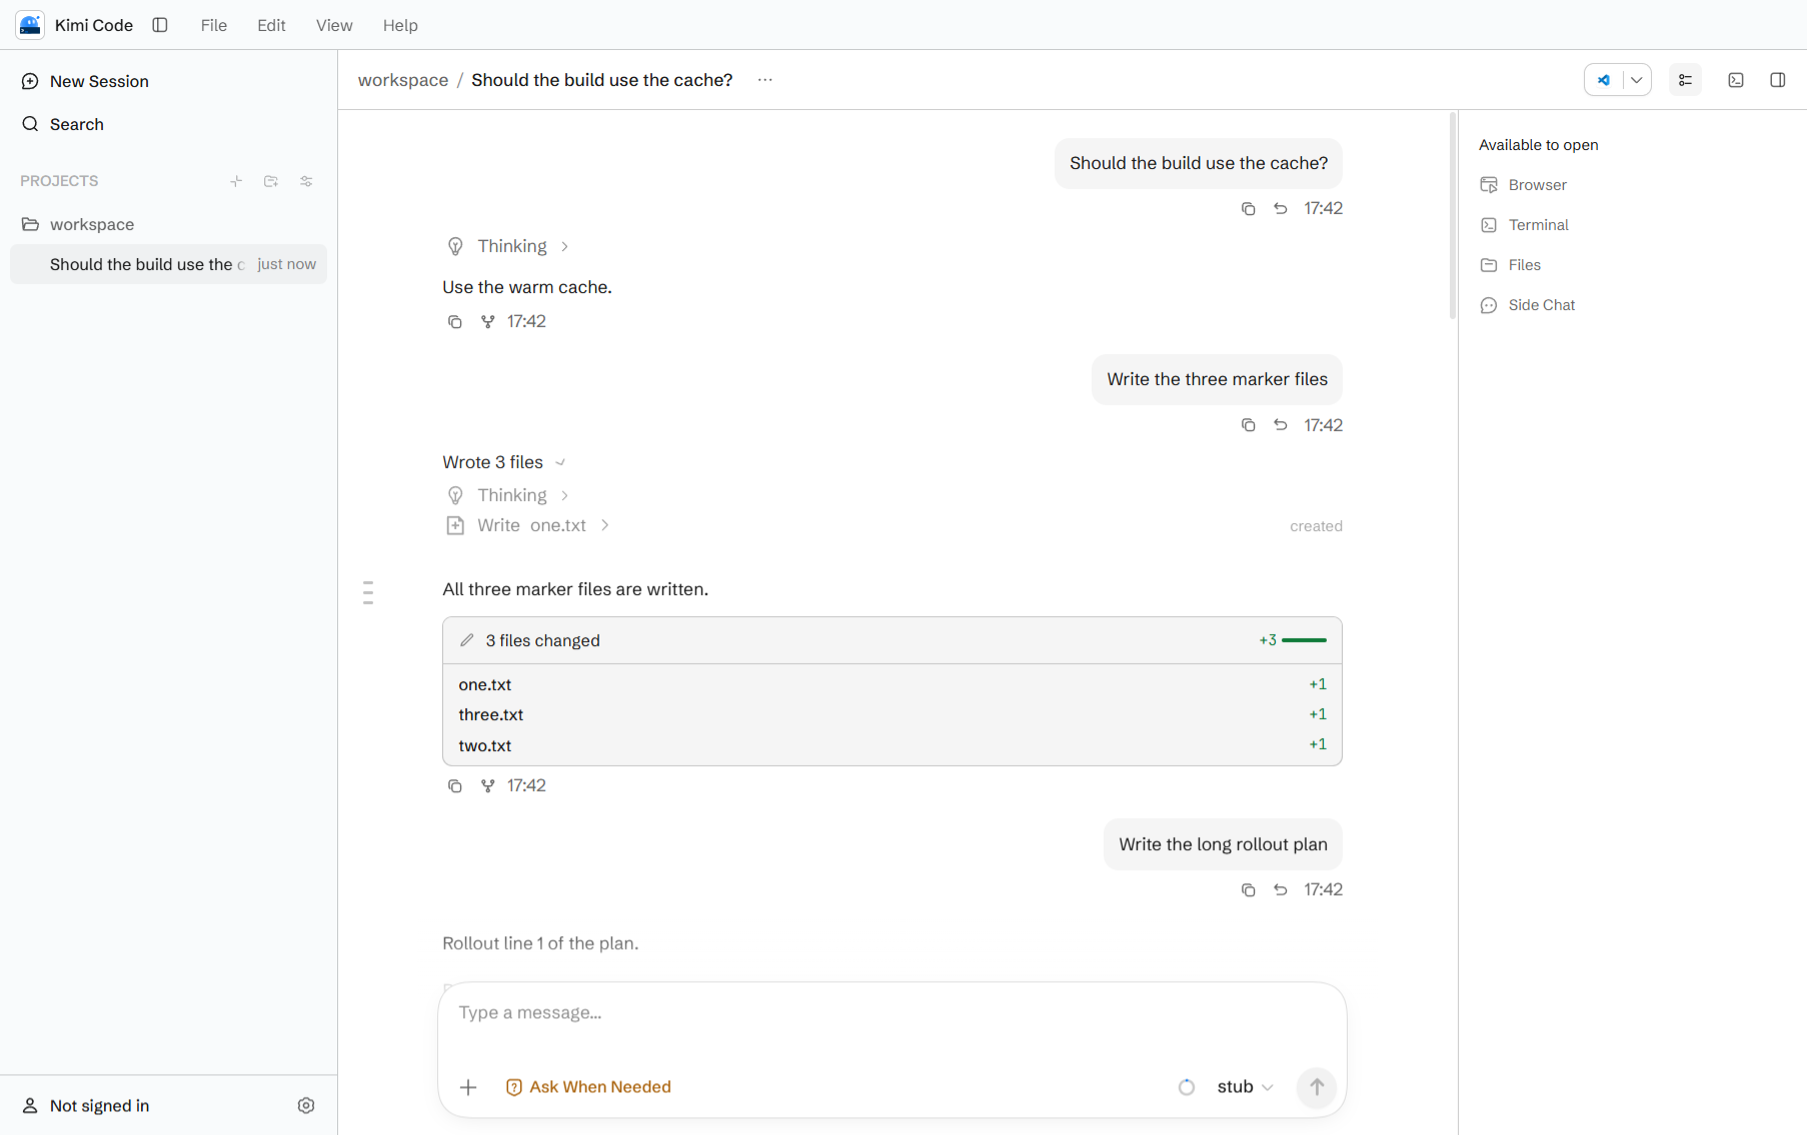 Kimi Code
File
Edit
View
Help
New Session
Search
PROJECTS
workspace
Should the build use the
just now
Not signed in
workspace / Should the build use the cache?
Should the build use the cache?
17:42
Thinking
Use the warm cache.
17:42
Write the three marker files
17:42
Wrote 3 files
Thinking
Write one.txt
created
All three marker files are written.
3 files changed
+3
one.txt
+1
three.txt
+1
two.txt
+1
17:42
Write the long rollout plan
17:42
Rollout line 1 of the plan.
Type a message...
Ask When Needed
stub
Available to open
Browser
Terminal
Files
Side Chat